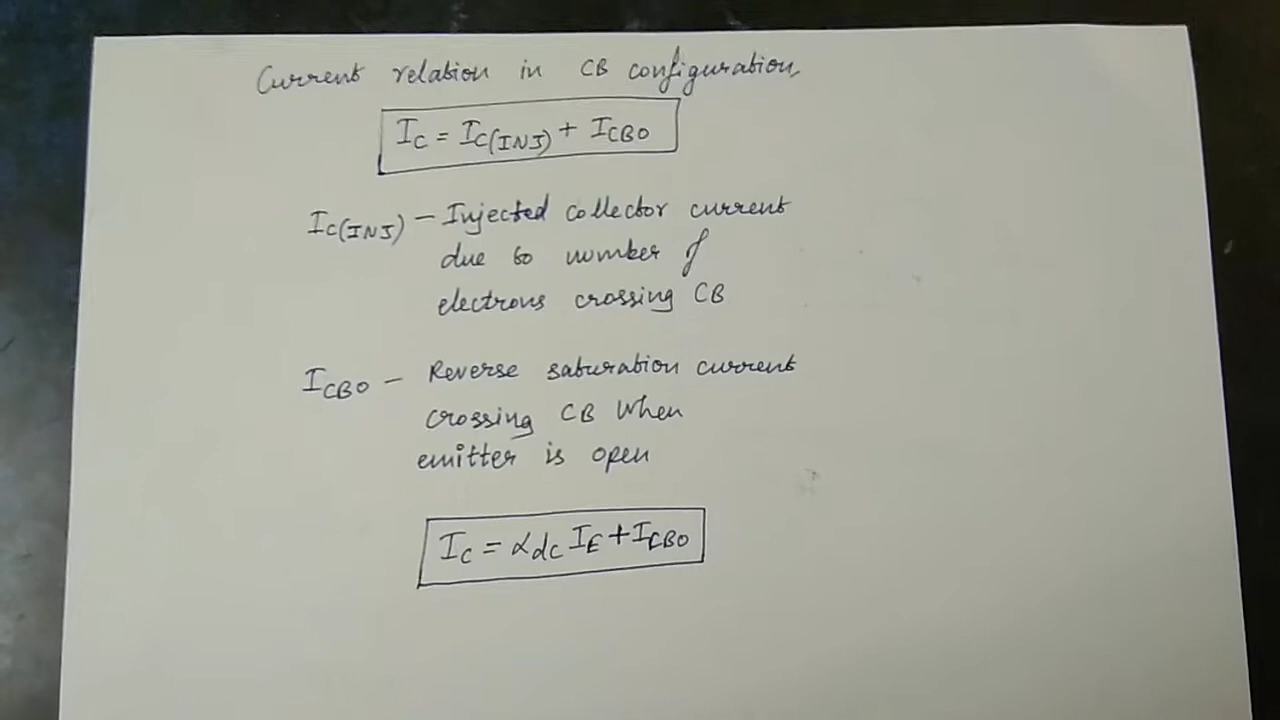 Current relation in CB configuration,
IC = IC(INJ) + ICBO
IC(INJ) – Injected collector current
due to number of
electrons crossing CB
ICBO – Reverse saturation current
crossing CB when
emitter is open
IC = αdc IE + ICBO